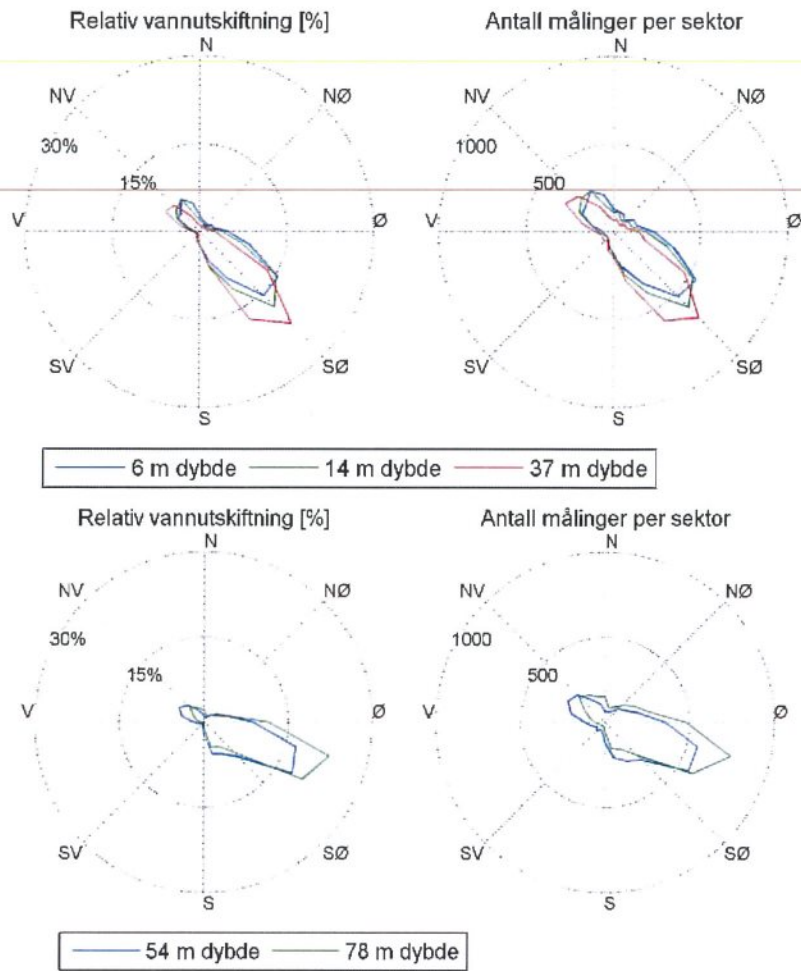 Relativ vannutskiftning [%] Antall målinger per sektor
N N
NV NØ NV NØ
30% 1000
15% 500
V Ø V Ø
SV SØ SV SØ
S S
6 m dybde 14 m dybde 37 m dybde
Relativ vannutskiftning [%] Antall målinger per sektor
N N
NV NØ NV NØ
30% 1000
15% 500
V Ø V Ø
SV SØ SV SØ
S S
54 m dybde 78 m dybde